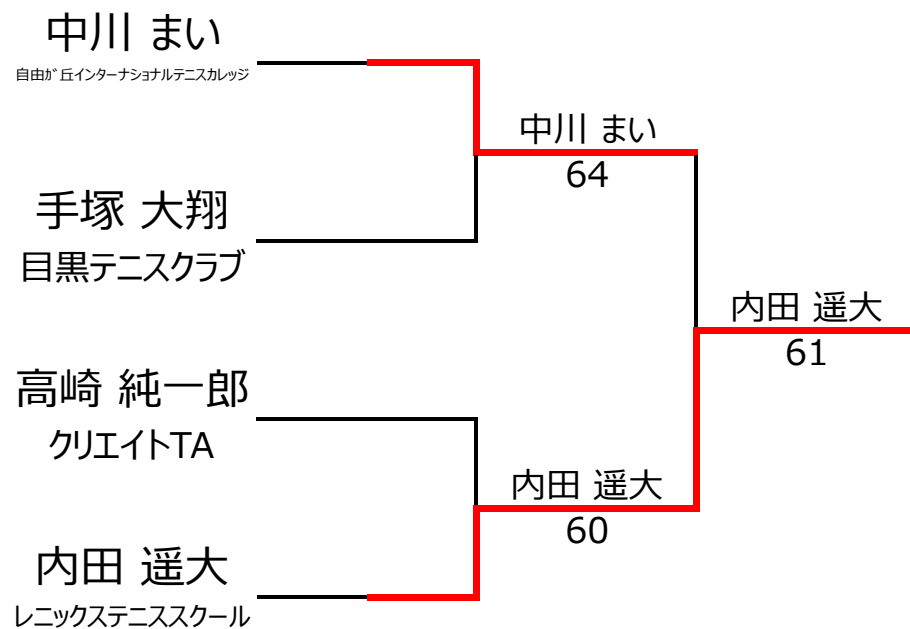 中川 まい
自由が丘インターナショナルテニスカレッジ
中川 まい
64
手塚 大翔
目黒テニスクラブ
内田 遥大
61
高崎 純一郎
クリエイトTA
内田 遥大
60
内田 遥大
レニックステニススクール